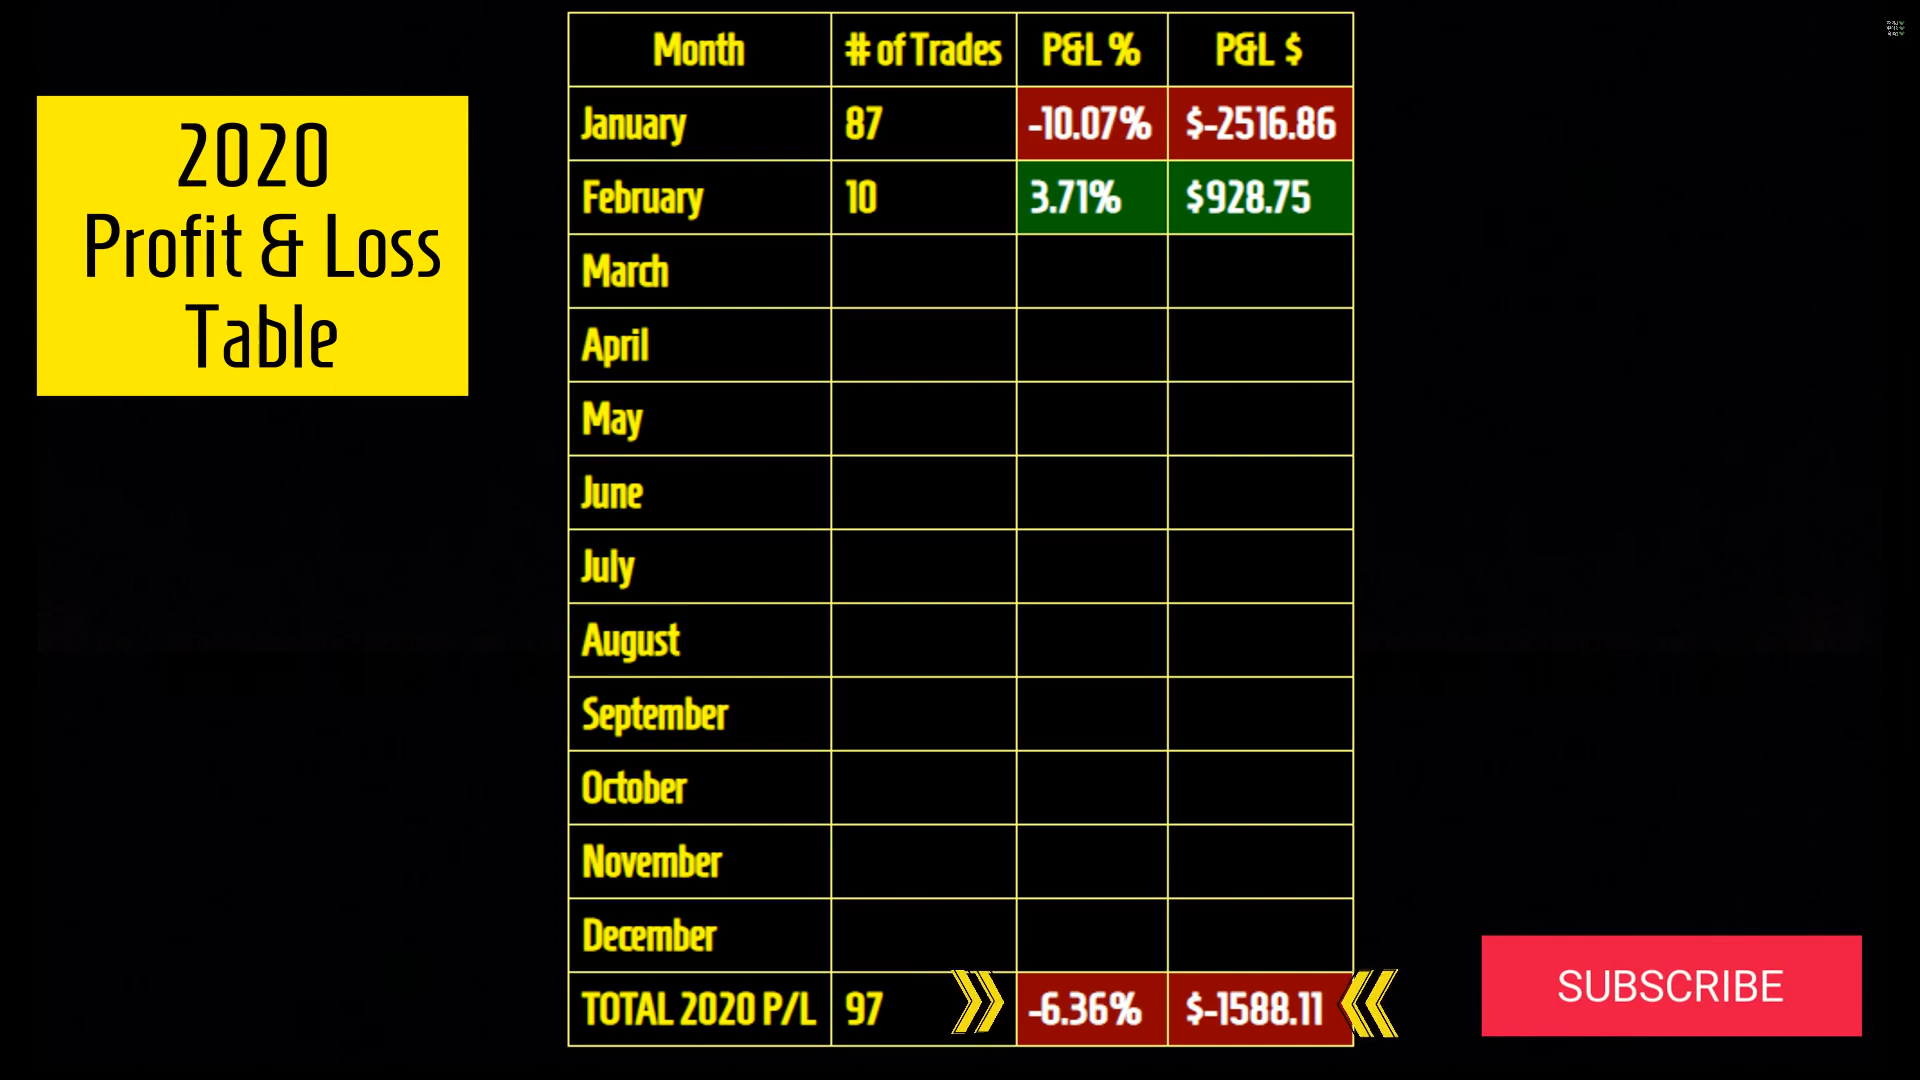 2020
Profit & Loss
Table
Month # of Trades P&L % P&L $
January 87 -10.07% $-2516.86
February 10 3.71% $928.75
March
April
May
June
July
August
September
October
November
December
TOTAL 2020 P/L 97 -6.36% $-1588.11
SUBSCRIBE